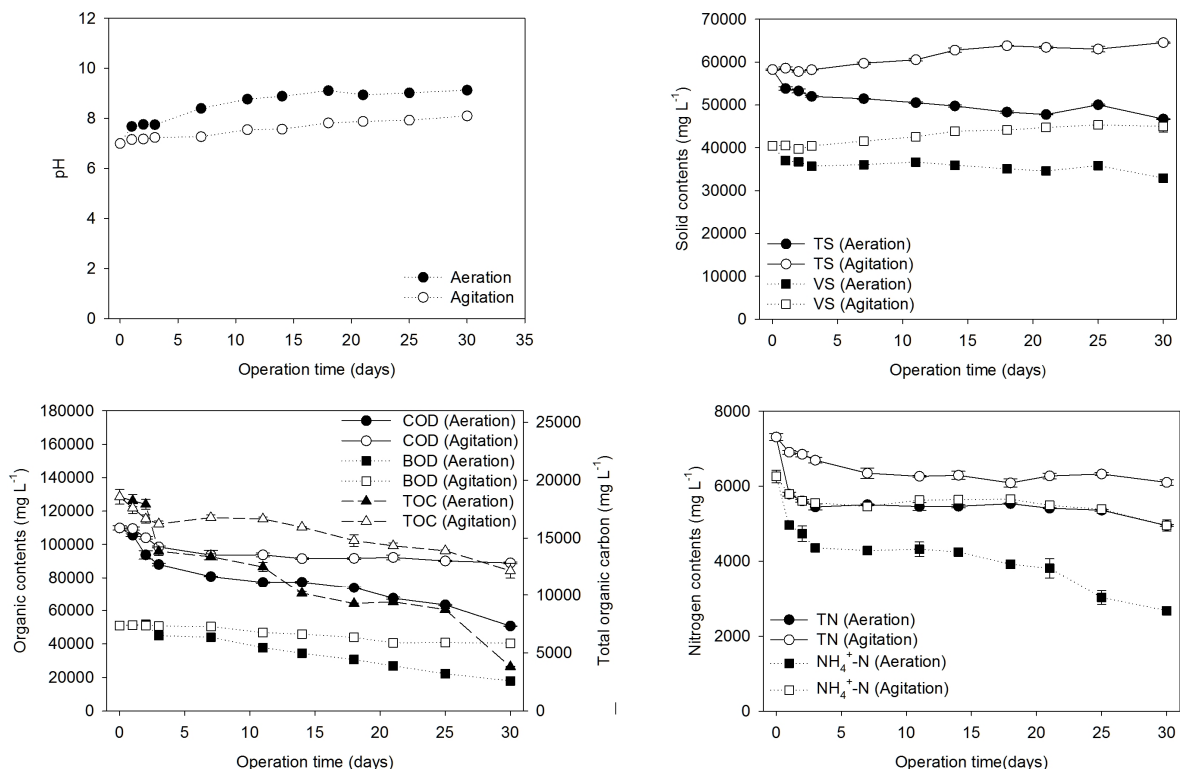 12
10
8
6
4
2
0
pH
Aeration
Agitation
0 5 10 15 20 25 30 35
Operation time (days)
70000
60000
50000
40000
30000
20000
10000
0
Solid contents (mg L⁻¹)
TS (Aeration)
TS (Agitation)
VS (Aeration)
VS (Agitation)
0 5 10 15 20 25 30
Operation time (days)
180000
160000
140000
120000
100000
80000
60000
40000
20000
0
Organic contents (mg L⁻¹)
COD (Aeration)
COD (Agitation)
BOD (Aeration)
BOD (Agitation)
TOC (Aeration)
TOC (Agitation)
25000
20000
15000
10000
5000
0
Total organic carbon (mg L⁻¹)
0 5 10 15 20 25 30
Operation time (days)
8000
6000
4000
2000
0
Nitrogen contents (mg L⁻¹)
TN (Aeration)
TN (Agitation)
NH₄⁺-N (Aeration)
NH₄⁺-N (Agitation)
0 5 10 15 20 25 30
Operation time(days)